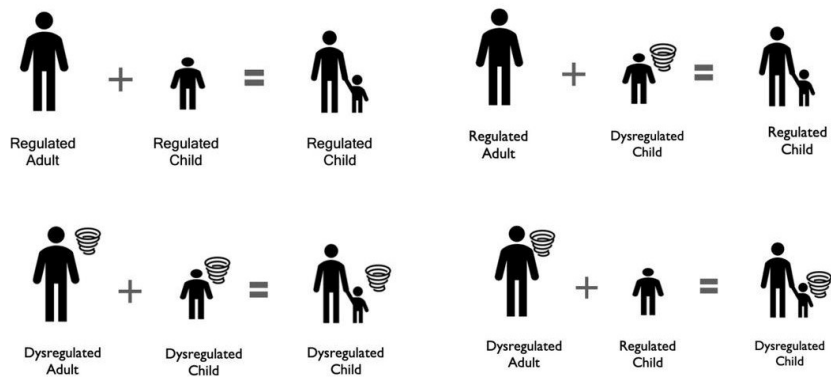 +
=
Regulated
Adult
Regulated
Child
Regulated
Child
+
=
Regulated
Adult
Dysregulated
Child
Regulated
Child
+
=
Dysregulated
Adult
Dysregulated
Child
Dysregulated
Child
+
=
Dysregulated
Adult
Regulated
Child
Dysregulated
Child